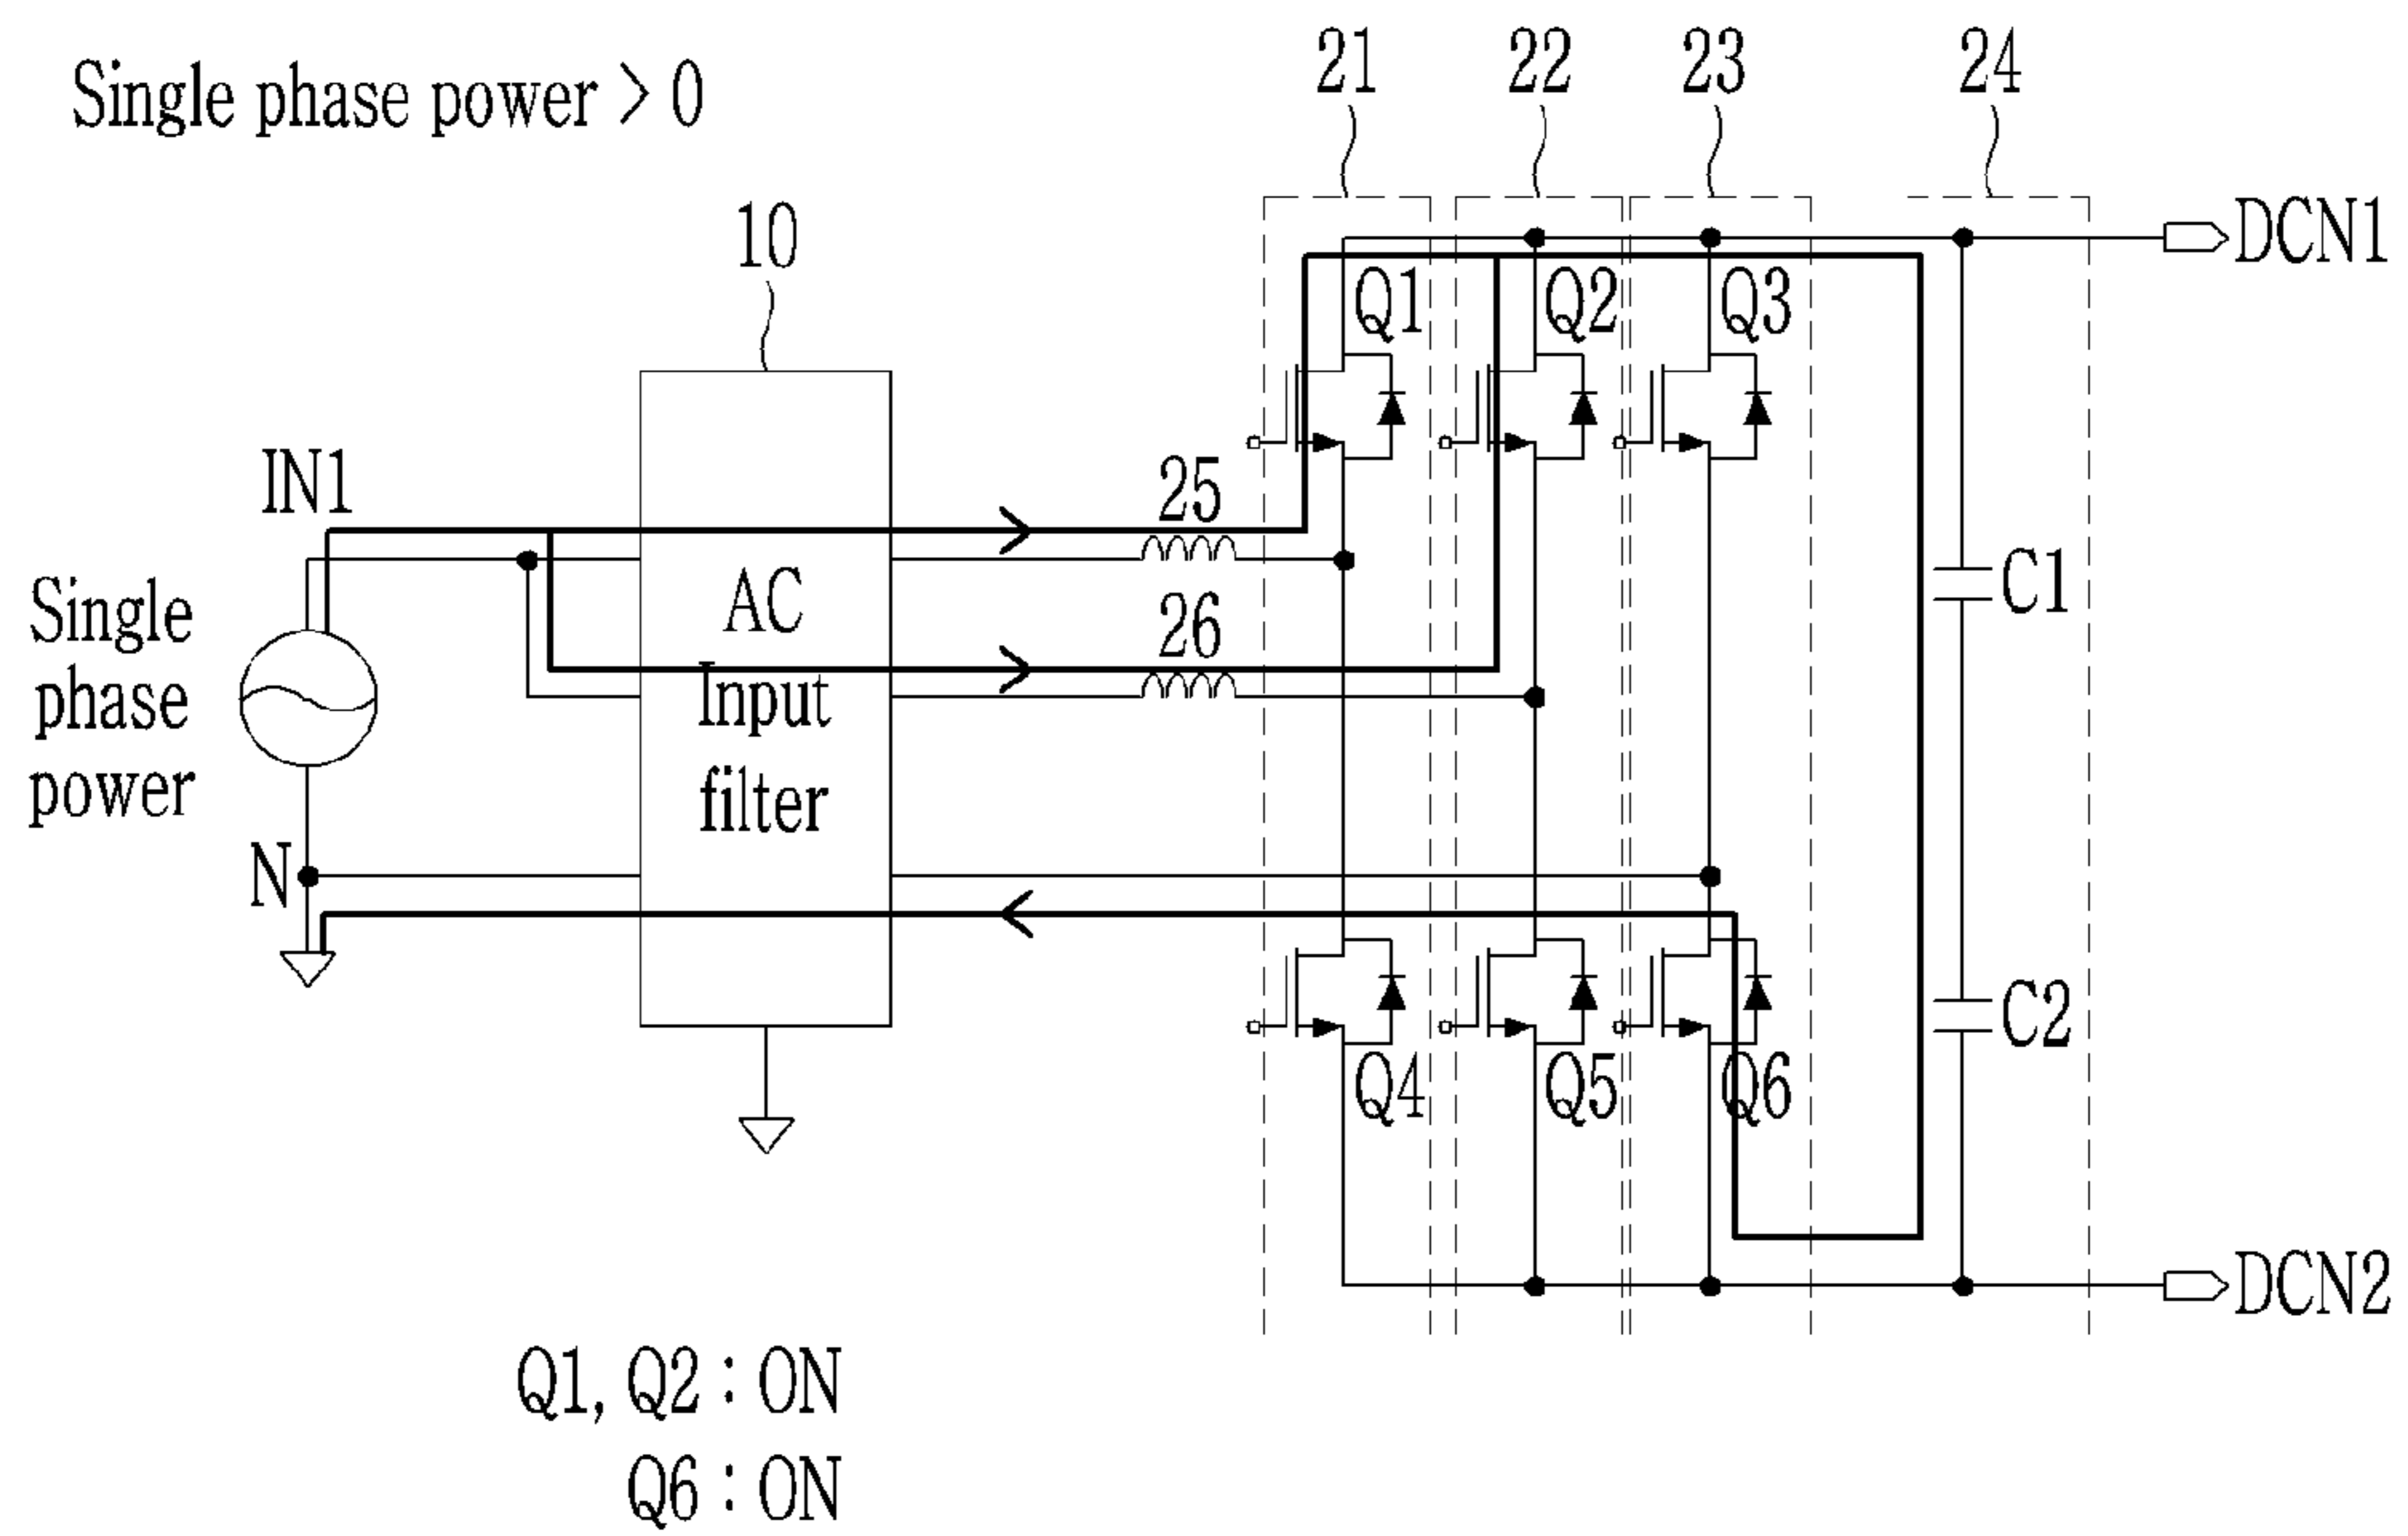 Single phase power > 0
21 22 23 24
10
DCN1
Q1 Q2 Q3
IN1
25
26
Single
phase
power
AC
Input
filter
C1
N
C2
Q4 Q5 Q6
DCN2
Q1, Q2 : ON
Q6 : ON